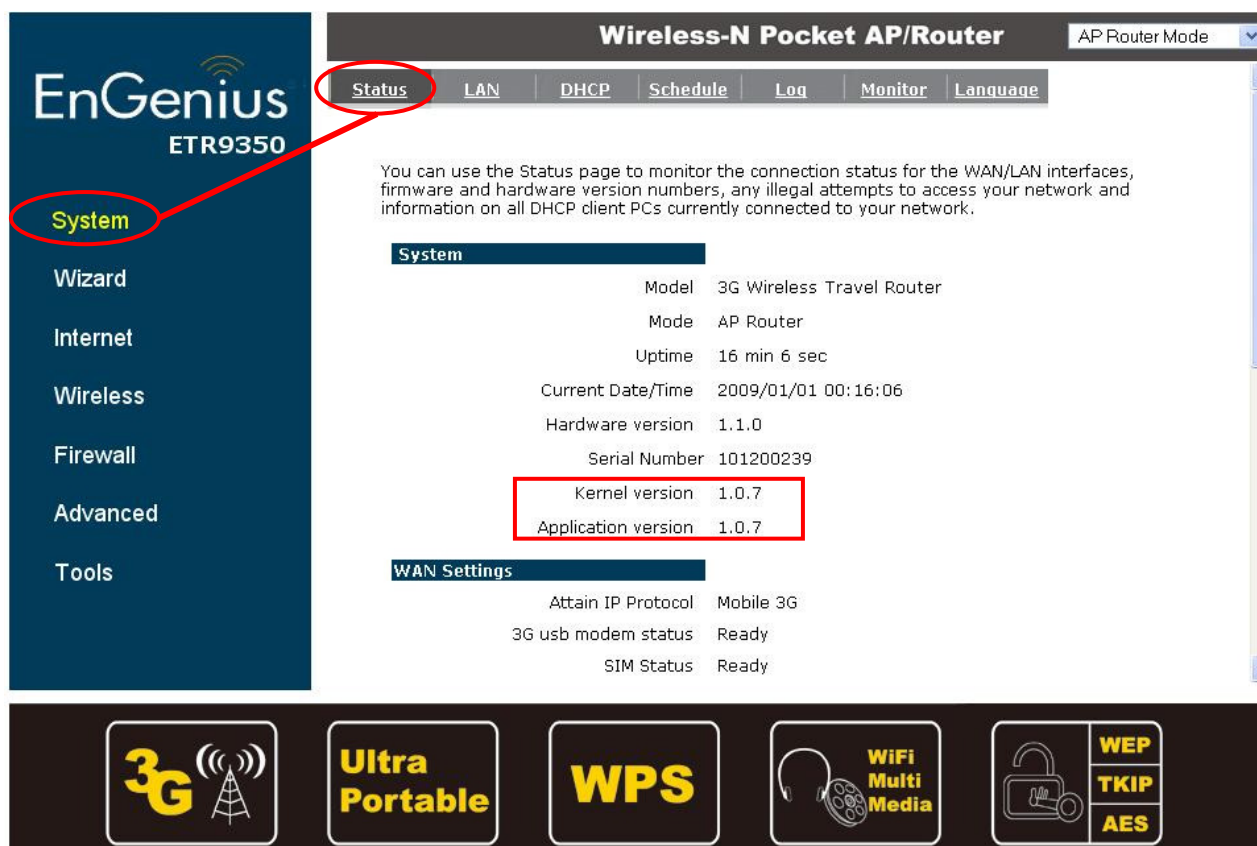 Wireless-N Pocket AP/Router
AP Router Mode
EnGenius
ETR9350
Status LAN DHCP Schedule Log Monitor Language
System
Wizard
Internet
Wireless
Firewall
Advanced
Tools
You can use the Status page to monitor the connection status for the WAN/LAN interfaces,
firmware and hardware version numbers, any illegal attempts to access your network and
information on all DHCP client PCs currently connected to your network.
System
Model 3G Wireless Travel Router
Mode AP Router
Uptime 16 min 6 sec
Current Date/Time 2009/01/01 00:16:06
Hardware version 1.1.0
Serial Number 101200239
Kernel version 1.0.7
Application version 1.0.7
WAN Settings
Attain IP Protocol Mobile 3G
3G usb modem status Ready
SIM Status Ready
3G
Ultra
Portable
WPS
WiFi
Multi
Media
WEP
TKIP
AES